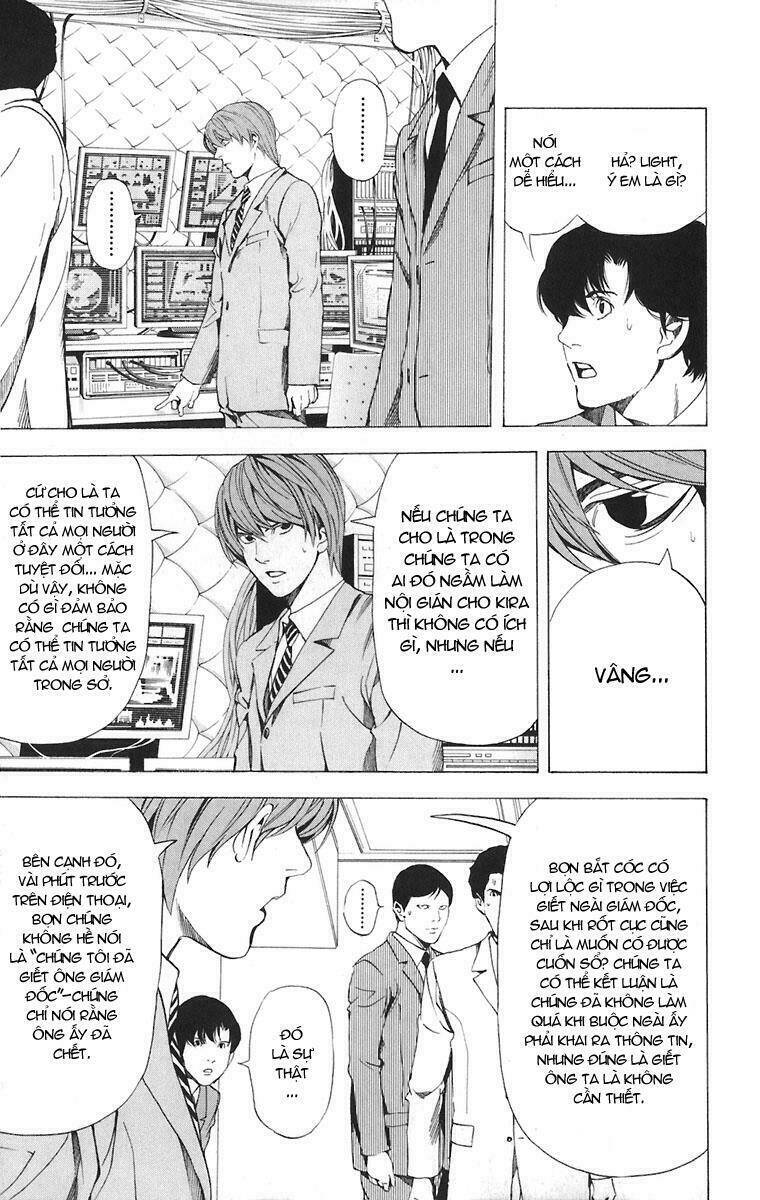 HẢ? LIGHT,
Ý EM LÀ GÌ?
NÓI
MỘT CÁCH
DỄ HIỂU...
.........
.........
VÂNG...
NẾU CHÚNG TA
CHO LÀ TRONG
CHÚNG TA CÓ
AI ĐÓ NGẦM LÀM
NỘI GIÁN CHO KIRA
THÌ KHÔNG CÓ ÍCH
GÌ, NHƯNG NẾU
...
CỨ CHO LÀ TA
CÓ THỂ TIN TƯỞNG
TẤT CẢ MỌI NGƯỜI
Ở ĐÂY MỘT CÁCH
TUYỆT ĐỐI... MẶC
DÙ VẬY, KHÔNG
CÓ GÌ ĐẢM BẢO
RẰNG CHÚNG TA
CÓ THỂ TIN TƯỞNG
TẤT CẢ MỌI NGƯỜI
TRONG SỞ.
BỌN BẮT CÓC CÓ
LỢI LỘC GÌ TRONG VIỆC
GIẾT NGÀI GIÁM ĐỐC,
SAU KHI RỐT CỤC CŨNG
CHỈ LÀ MUỐN CÓ ĐƯỢC
CUỐN SỔ? CHÚNG TA
CÓ THỂ KẾT LUẬN LÀ
CHÚNG ĐÃ KHÔNG LÀM
QUÁ KHI BUỘC NGÀI ẤY
PHẢI KHAI RA THÔNG TIN,
NHƯNG ĐÚNG LÀ GIẾT
ÔNG TA LÀ KHÔNG
CẦN THIẾT.
......
ĐÓ
LÀ SỰ
THẬT
...
BÊN CẠNH ĐÓ,
VÀI PHÚT TRƯỚC
TRÊN ĐIỆN THOẠI,
BỌN CHÚNG
KHÔNG HỀ NÓI
LÀ "CHÚNG TÔI ĐÃ
GIẾT ÔNG GIÁM
ĐỐC"-CHÚNG
CHỈ NÓI RẰNG
ÔNG ẤY ĐÃ
CHẾT.